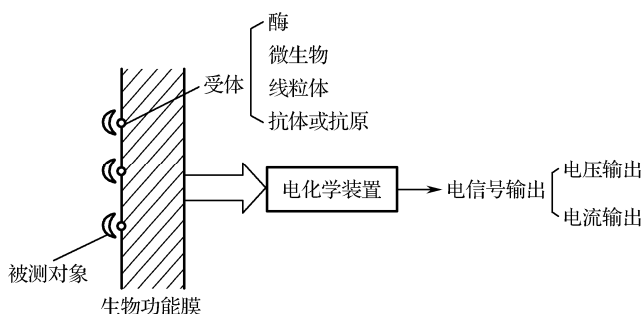 酶
微生物
受体
线粒体
抗体或抗原
电化学装置
电信号输出
电压输出
电流输出
被测对象
生物功能膜